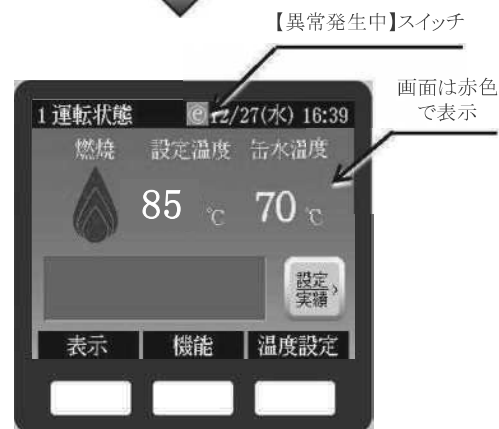 【異常発生中】スイッチ
画面は赤色
で表示
1 運転状態 e 12/27(水) 16:39
燃焼 設定温度 缶水温度
85 ℃ 70 ℃
設定
実績 >
表示 機能 温度設定